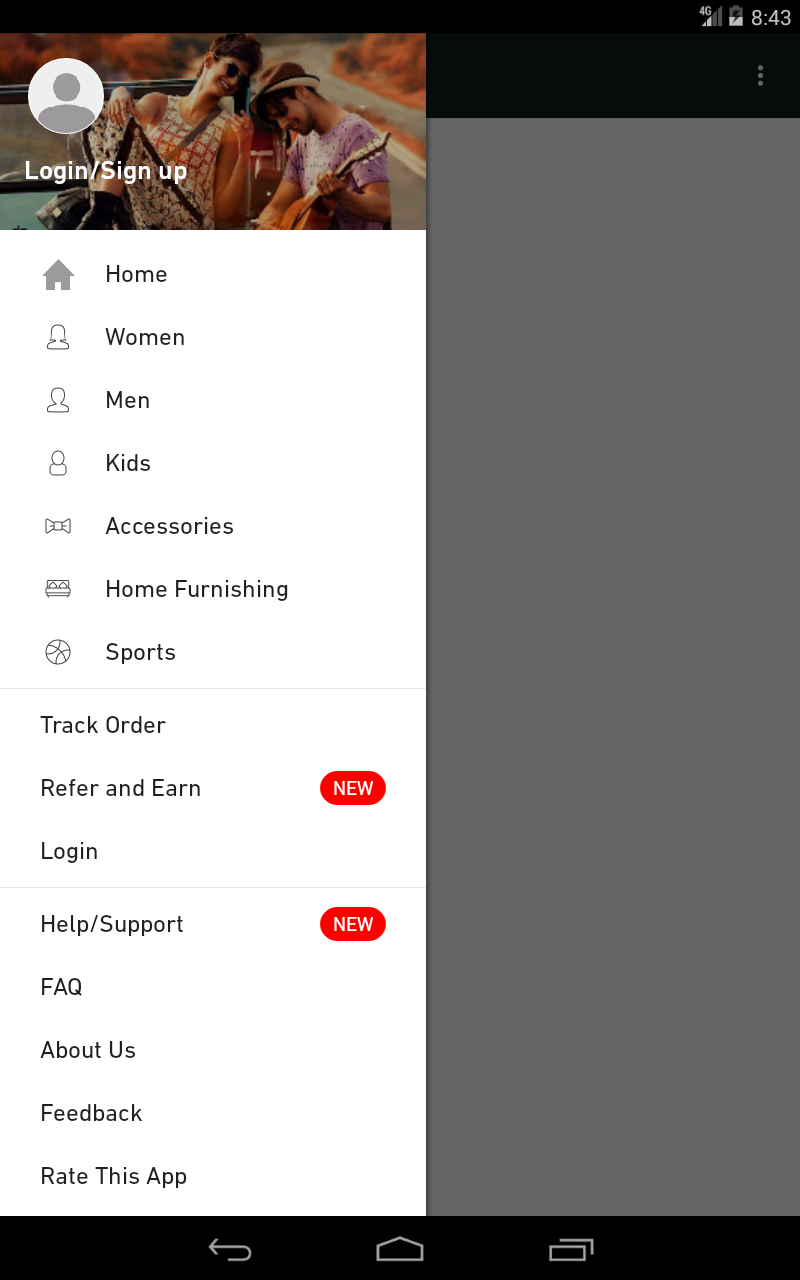 4G 8:43
Login/Sign up
Home
Women
Men
Kids
Accessories
Home Furnishing
Sports
Track Order
Refer and Earn NEW
Login
Help/Support NEW
FAQ
About Us
Feedback
Rate This App